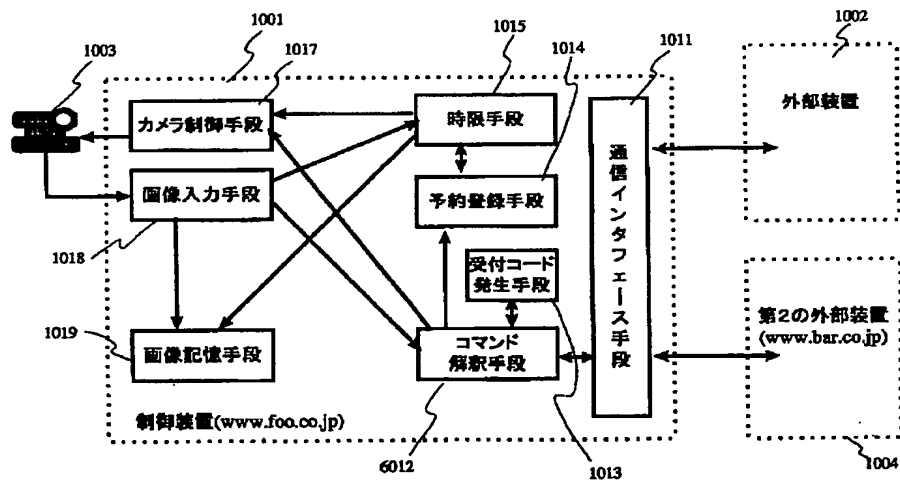 1003
1001
1017
1015
1014
1011
1002
カメラ制御手段
時限手段
外部装置
画像入力手段
予約登録手段
1018
受付コード
発生手段
通信インタフェース手段
1019
画像記憶手段
コマンド
解釈手段
第2の外部装置
(www.bar.co.jp)
制御装置(www.foo.co.jp)
6012
1013
1004